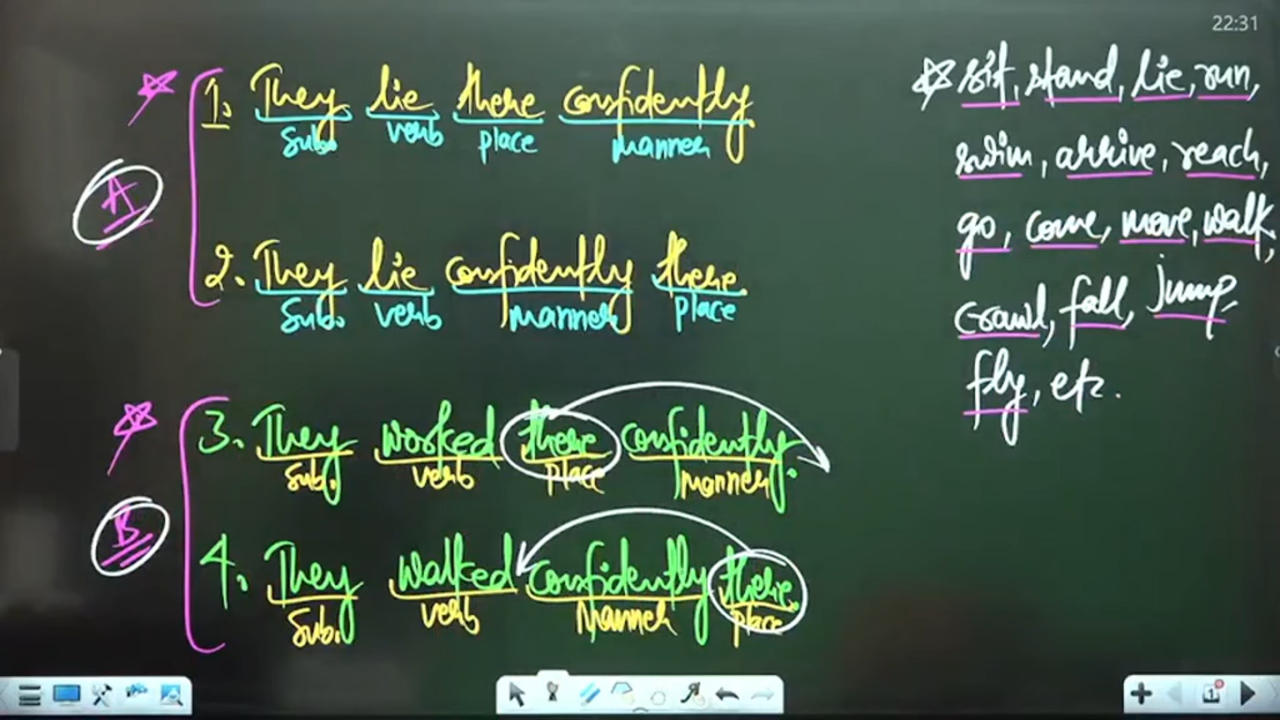 22:31
1. They lie there confidently.
Sub. verb place manner
A
2. They lie confidently there.
Sub. verb manner place
3. They worked there confidently.
sub. verb place manner
B
4. They walked confidently there.
Sub. verb Manner place
sit, stand, lie, run,
swim, arrive, reach,
go, come, move, walk,
crawl, fall, jump,
fly, etc.
1